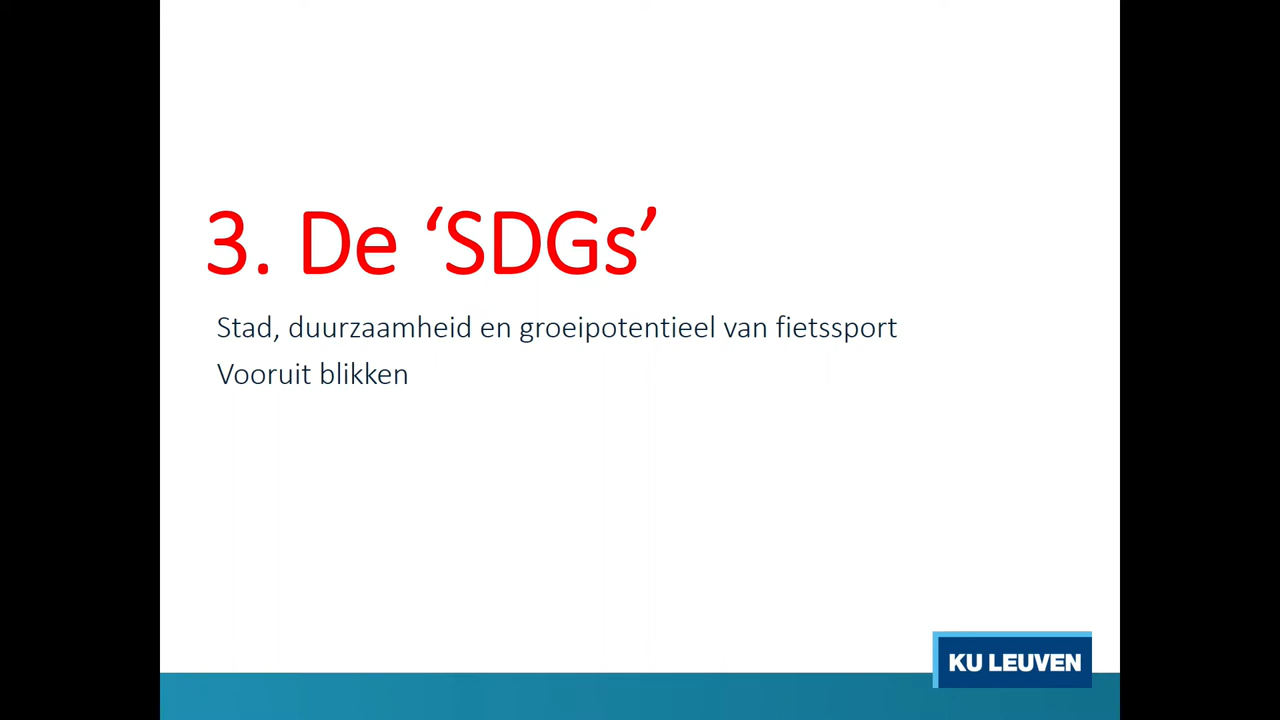 3. De ‘SDGs’
Stad, duurzaamheid en groeipotentieel van fietssport
Vooruit blikken
KU LEUVEN